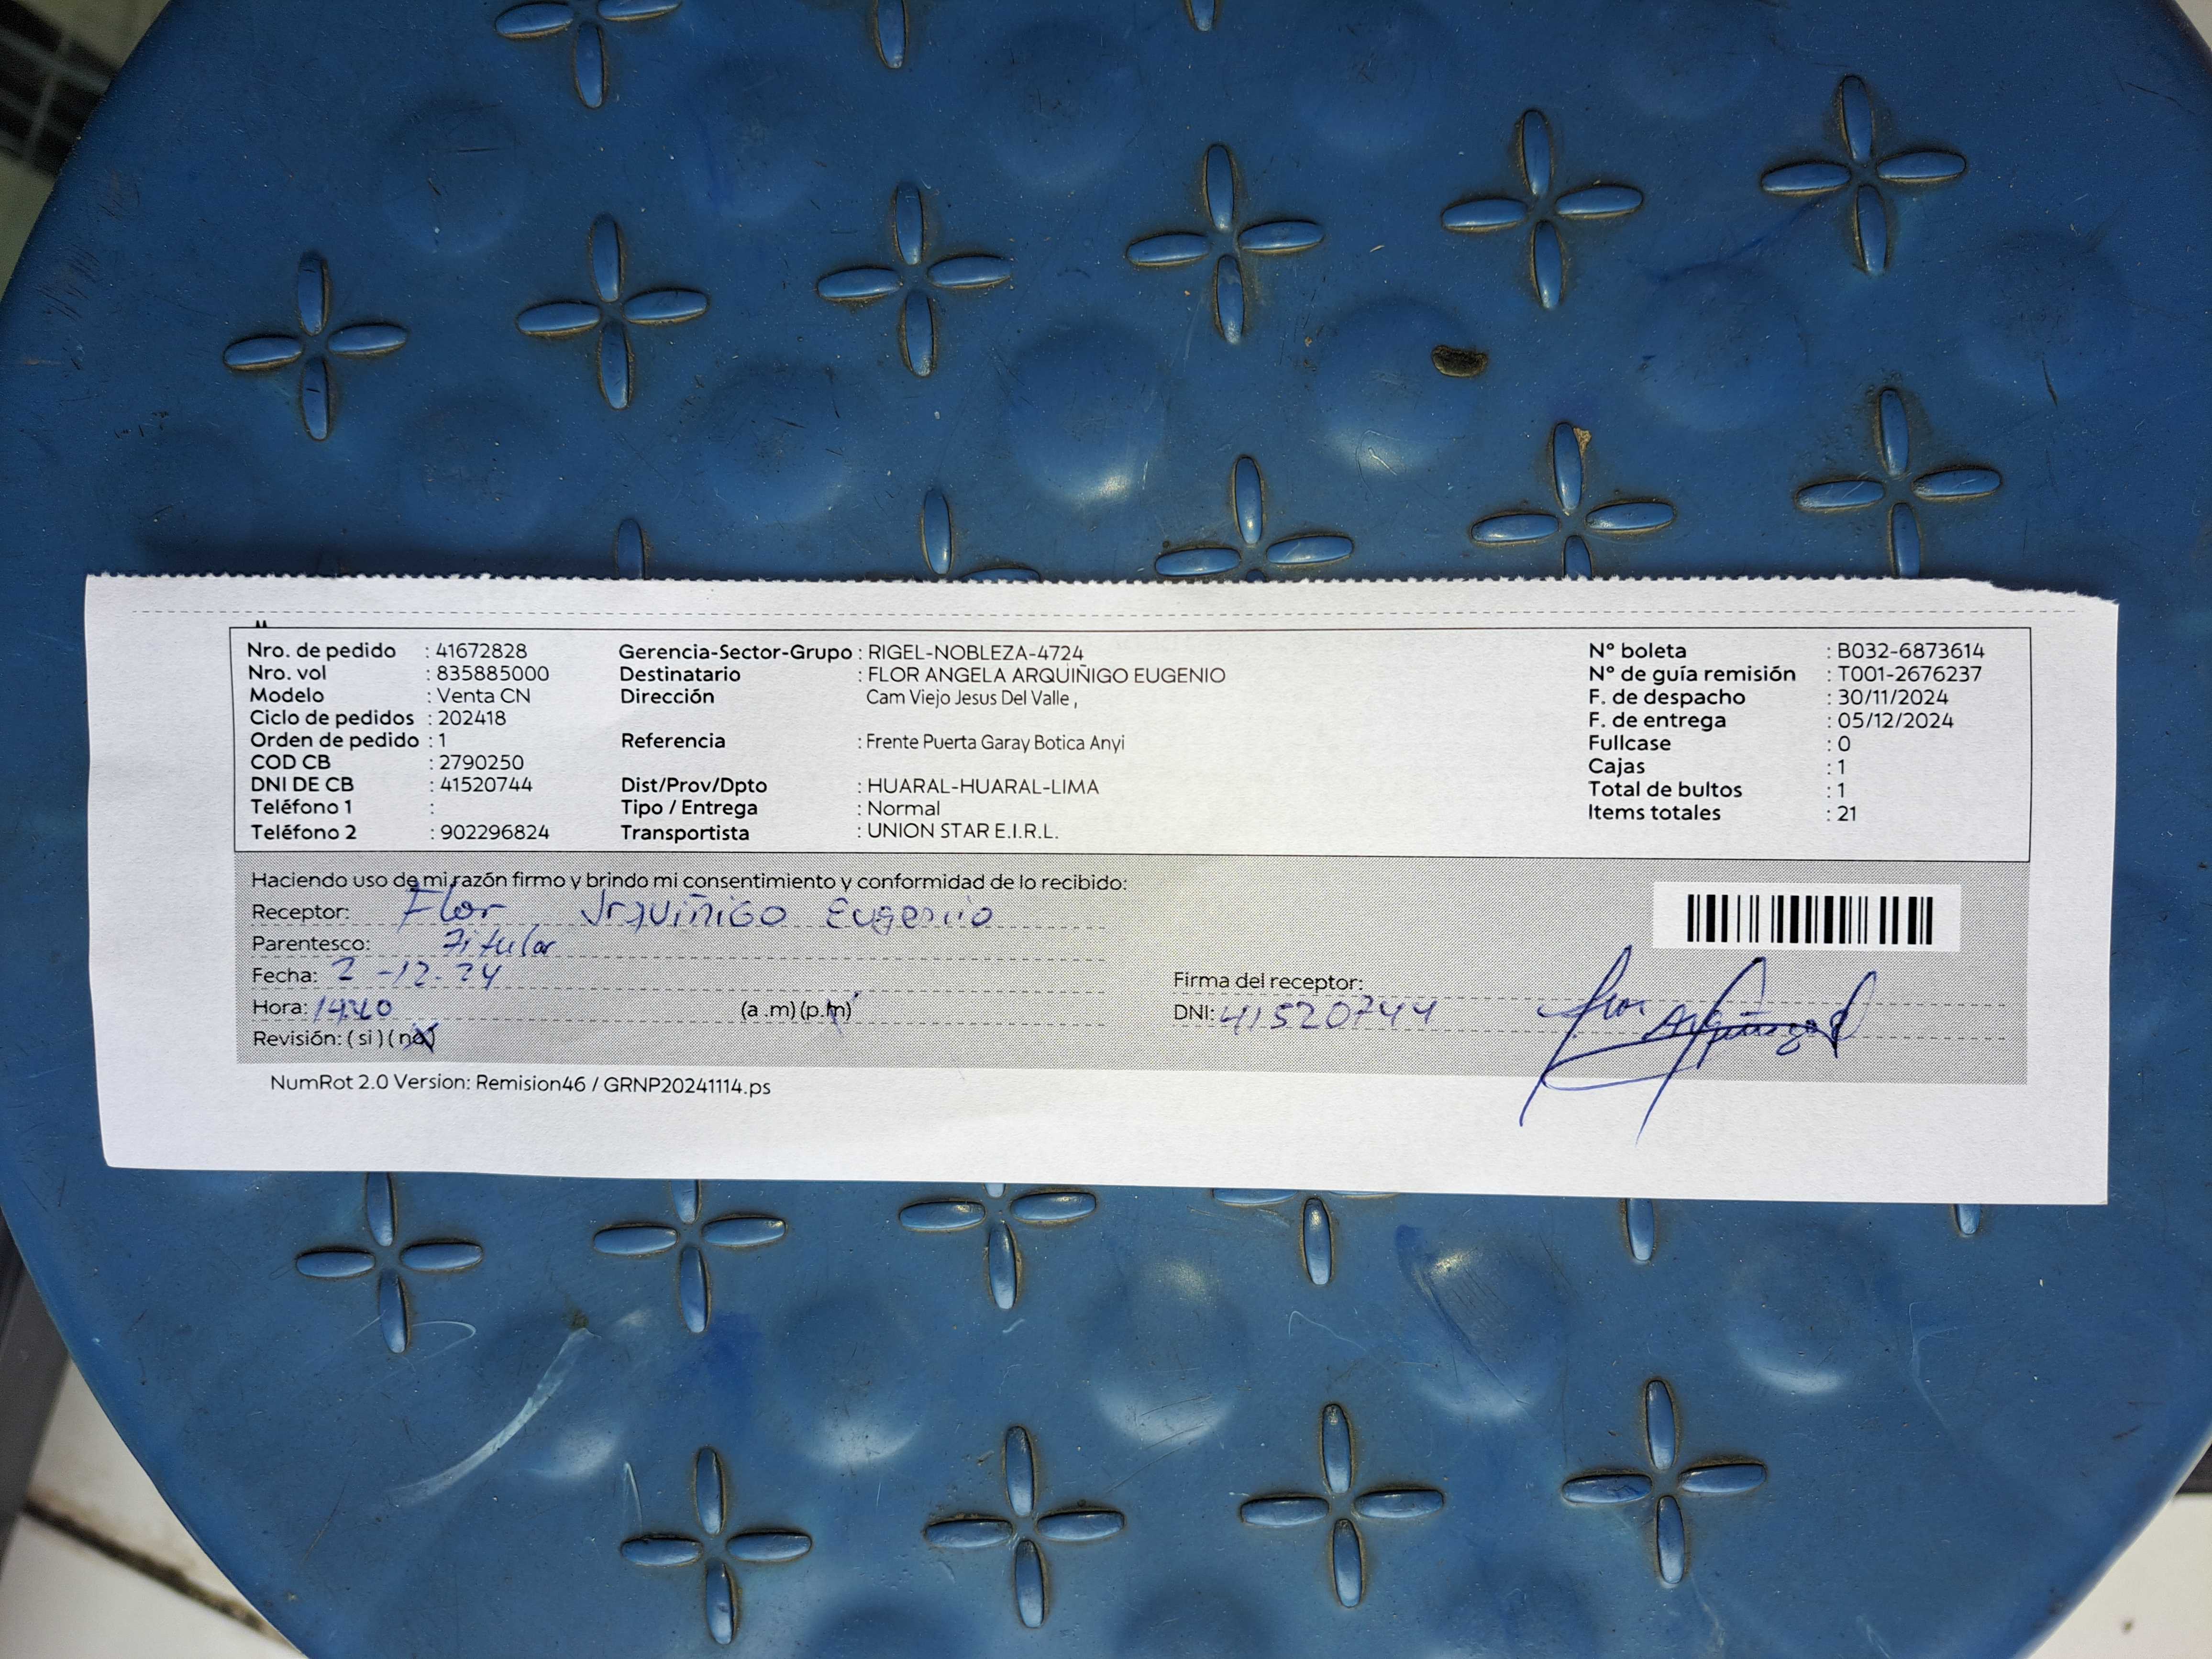 Nro. de pedido : 41672828 Gerencia-Sector-Grupo : RIGEL-NOBLEZA-4724 Nº boleta : B032-6873614
Nro. vol : 835885000 Destinatario : FLOR ANGELA ARQUIÑIGO EUGENIO Nº de guía remisión : T001-2676237
Modelo : Venta CN Dirección Cam Viejo Jesus Del Valle , F. de despacho : 30/11/2024
Ciclo de pedidos : 202418 F. de entrega : 05/12/2024
Orden de pedido : 1 Referencia : Frente Puerta Garay Botica Anyi Fullcase : 0
COD CB : 2790250 Cajas : 1
DNI DE CB : 41520744 Dist/Prov/Dpto : HUARAL-HUARAL-LIMA Total de bultos : 1
Teléfono 1 : Tipo / Entrega : Normal Items totales : 21
Teléfono 2 : 902296824 Transportista : UNION STAR E.I.R.L.
Haciendo uso de mi razón firmo y brindo mi consentimiento y conformidad de lo recibido:
Receptor: Flor Arquiñigo Eugenio
Parentesco: Titular
Fecha: 2-12-24 Firma del receptor:
Hora: 14:40 (a .m) (p.m) DNI: 41520744
Revisión: ( si ) ( no )
NumRot 2.0 Version: Remision46 / GRNP20241114.ps